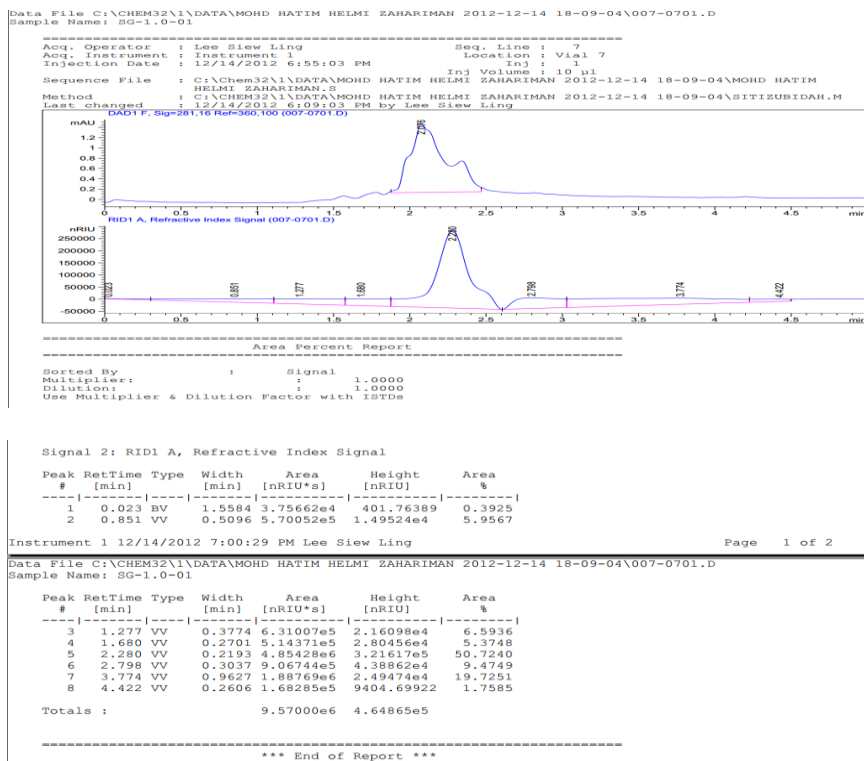 Data File C:\CHEM32\1\DATA\MOHD HATIM HELMI ZAHARIMAN 2012-12-14 18-09-04\007-0701.D
Sample Name: SG-1.0-01
=====================================================================
Acq. Operator : Lee Siew Ling Seq. Line : 7
Acq. Instrument : Instrument 1 Location : Vial 7
Injection Date : 12/14/2012 6:55:03 PM Inj : 1
Inj Volume : 10 µl
Sequence File : C:\Chem32\1\DATA\MOHD HATIM HELMI ZAHARIMAN 2012-12-14 18-09-04\MOHD HATIM
HELMI ZAHARIMAN.S
Method : C:\CHEM32\1\DATA\MOHD HATIM HELMI ZAHARIMAN 2012-12-14 18-09-04\SITIZUBIDAH.M
Last changed : 12/14/2012 6:09:03 PM by Lee Siew Ling
DAD1 F, Sig=281,16 Ref=360,100 (007-0701.D)
mAU
1.2
1
0.8
0.6
0.4
0.2
0
2.076
0 0.5 1 1.5 2 2.5 3 3.5 4 4.5 min
RID1 A, Refractive Index Signal (007-0701.D)
nRIU
250000
200000
150000
100000
50000
0
-50000
0.023 0.851 1.277 1.680 2.280 2.798 3.774 4.422
0 0.5 1 1.5 2 2.5 3 3.5 4 4.5 min
=====================================================================
Area Percent Report
=====================================================================
Sorted By : Signal
Multiplier: : 1.0000
Dilution: : 1.0000
Use Multiplier & Dilution Factor with ISTDs
Signal 2: RID1 A, Refractive Index Signal
Peak RetTime Type Width Area Height Area
# [min] [min] [nRIU*s] [nRIU] %
----|-------|----|-------|----------|----------|--------|
1 0.023 BV 1.5584 3.75662e4 401.76389 0.3925
2 0.851 VV 0.5096 5.70052e5 1.49524e4 5.9567
Instrument 1 12/14/2012 7:00:29 PM Lee Siew Ling Page 1 of 2
Data File C:\CHEM32\1\DATA\MOHD HATIM HELMI ZAHARIMAN 2012-12-14 18-09-04\007-0701.D
Sample Name: SG-1.0-01
Peak RetTime Type Width Area Height Area
# [min] [min] [nRIU*s] [nRIU] %
----|-------|----|-------|----------|----------|--------|
3 1.277 VV 0.3774 6.31007e5 2.16098e4 6.5936
4 1.680 VV 0.2701 5.14371e5 2.80456e4 5.3748
5 2.280 VV 0.2193 4.85428e6 3.21617e5 50.7240
6 2.798 VV 0.3037 9.06744e5 4.38862e4 9.4749
7 3.774 VV 0.9627 1.88769e6 2.49474e4 19.7251
8 4.422 VV 0.2606 1.68285e5 9404.69922 1.7585
Totals : 9.57000e6 4.64865e5
=====================================================================
*** End of Report ***